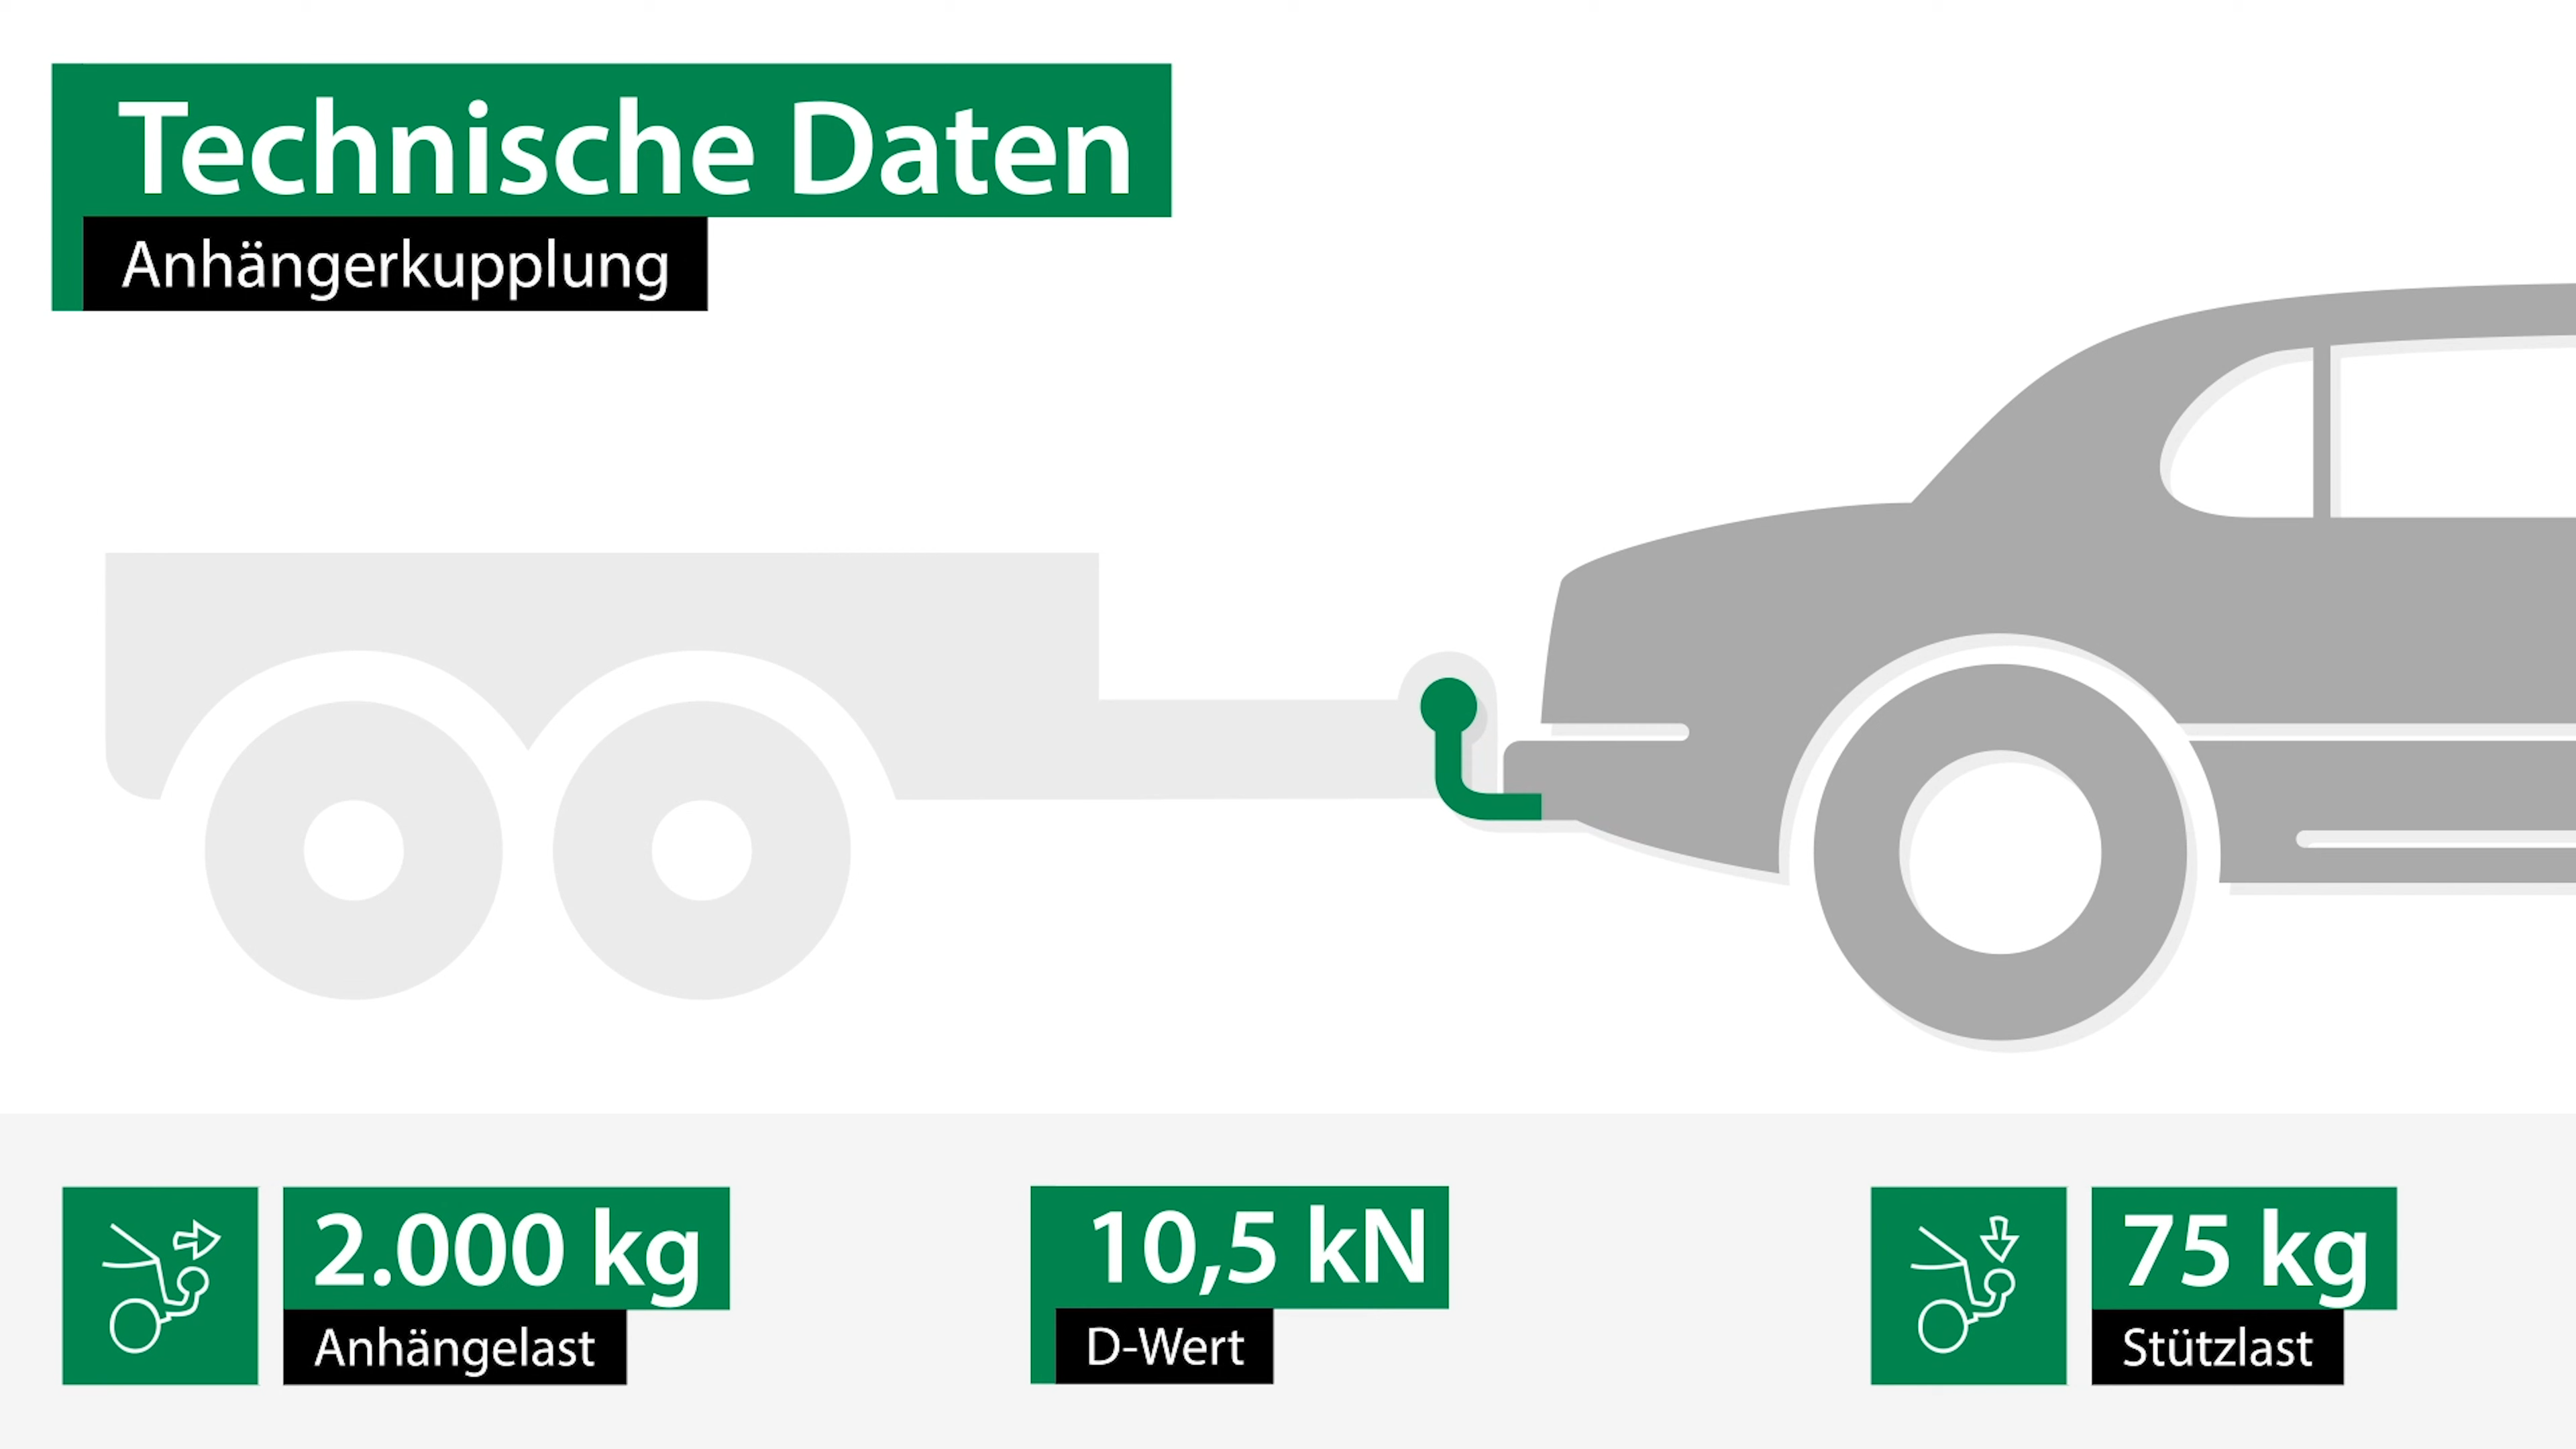 Technische Daten
Anhängerkupplung
2.000 kg
Anhängelast
10,5 kN
D-Wert
75 kg
Stützlast